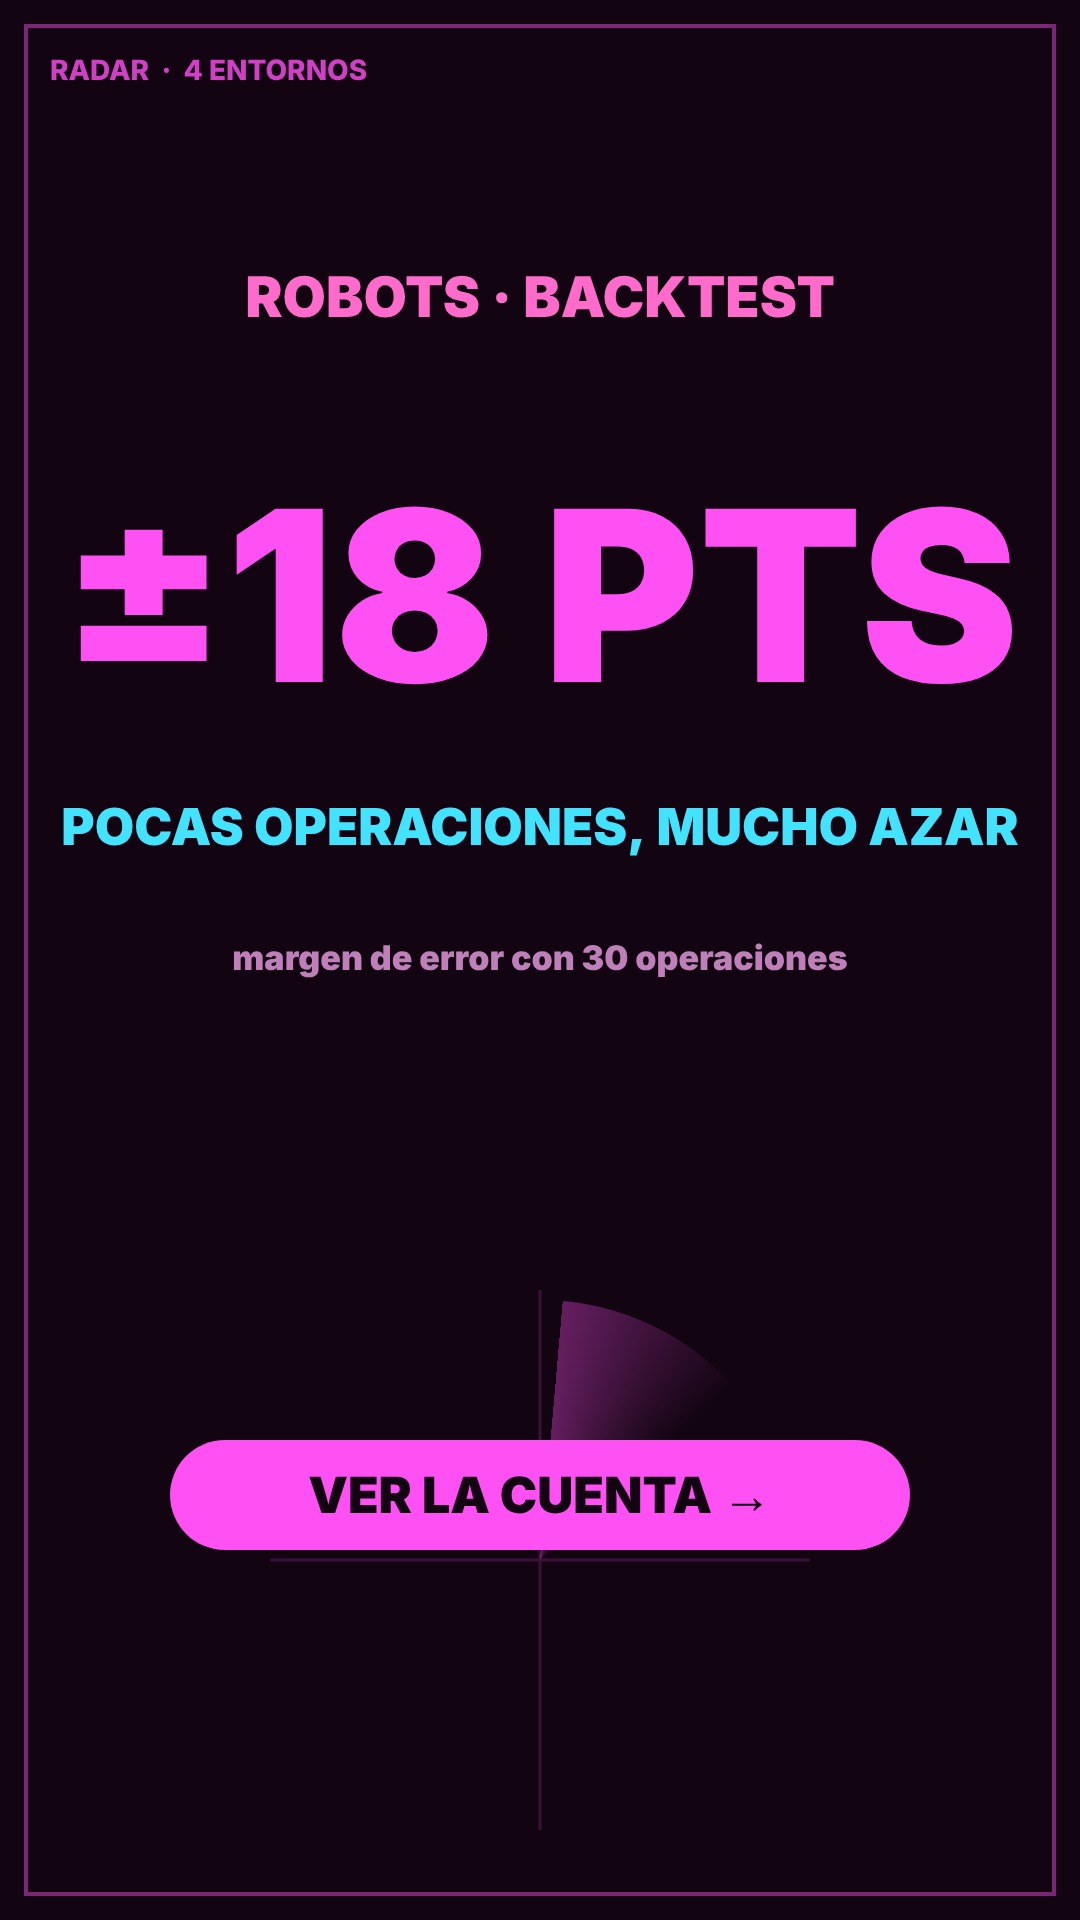 RADAR · 4 ENTORNOS
ROBOTS · BACKTEST
±18 PTS
POCAS OPERACIONES, MUCHO AZAR
margen de error con 30 operaciones
VER LA CUENTA →